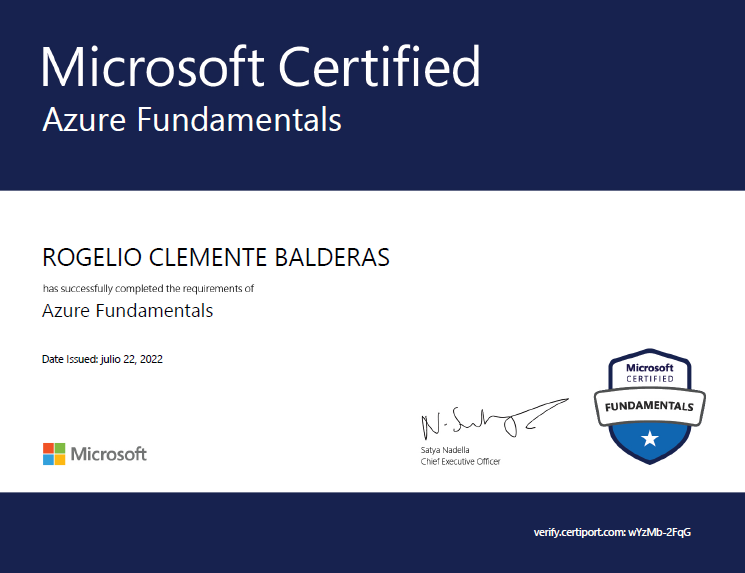 Microsoft Certified
Azure Fundamentals
ROGELIO CLEMENTE BALDERAS
has successfully completed the requirements of
Azure Fundamentals
Date Issued: julio 22, 2022
Microsoft
CERTIFIED
FUNDAMENTALS
Satya Nadella
Chief Executive Officer
Microsoft
verify.certiport.com: wYzMb-2FqG